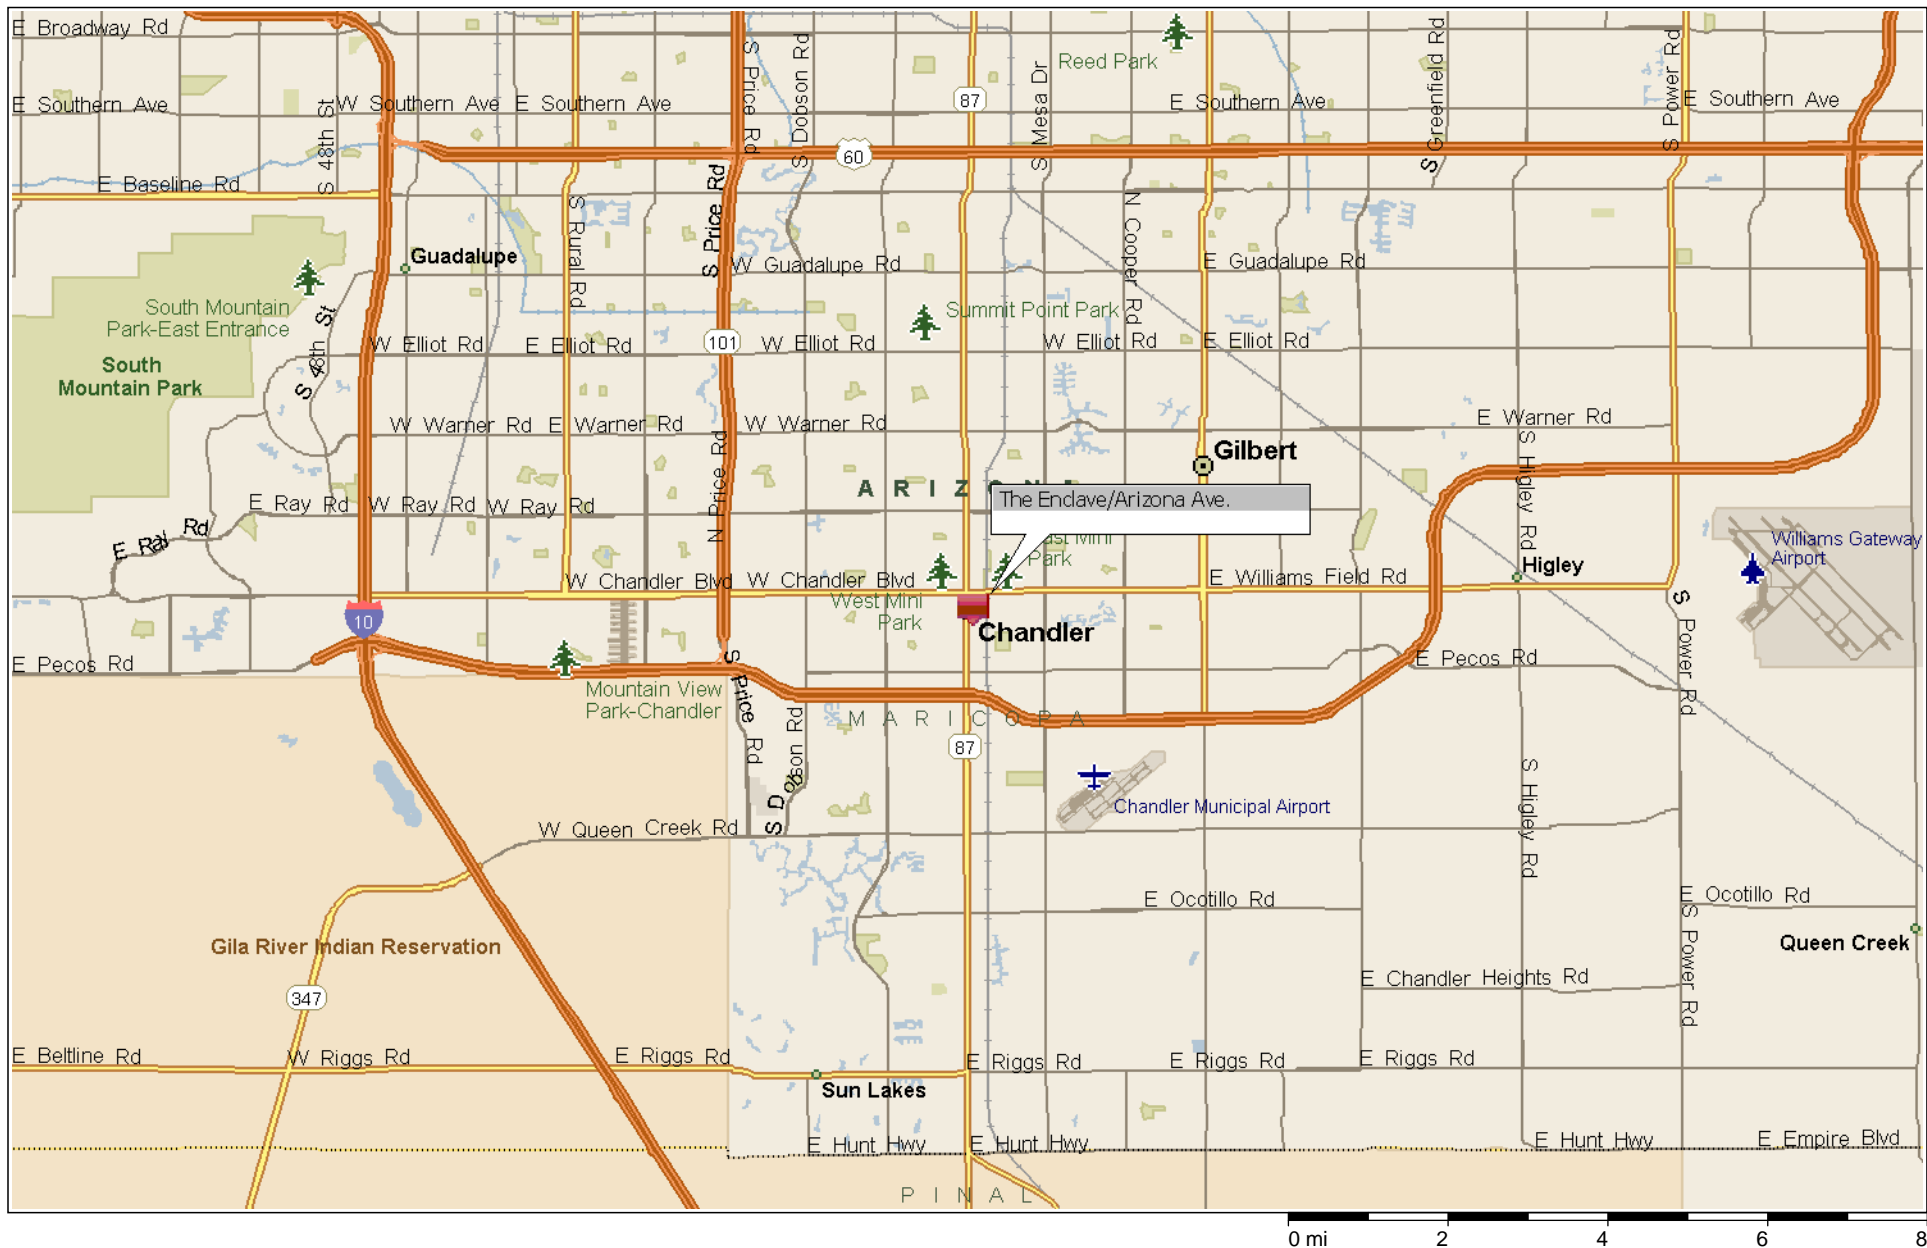 E Broadway Rd
E Southern Ave
W Southern Ave
E Southern Ave
E Southern Ave
E Southern Ave
S 48th St
S Price Rd
S Dobson Rd
87
S Mesa Dr
Reed Park
S Greenfield Rd
S Power Rd
60
E Baseline Rd
S Rural Rd
S Price Rd
N Cooper Rd
Guadalupe
W Guadalupe Rd
E Guadalupe Rd
South Mountain
Park-East Entrance
S 48th St
Summit Point Park
South
Mountain Park
W Elliot Rd
E Elliot Rd
101
W Elliot Rd
W Elliot Rd
E Elliot Rd
W Warner Rd
E Warner Rd
W Warner Rd
E Warner Rd
N Price Rd
S Higley Rd
Gilbert
A R I Z
The Enclave/Arizona Ave.
E Ray Rd
W Ray Rd
W Ray Rd
E Ray Rd
Mini
Park
Williams Gateway
Airport
W Chandler Blvd
W Chandler Blvd
E Williams Field Rd
Higley
West Mini
Park
10
Chandler
S Power Rd
E Pecos Rd
E Pecos Rd
S Price Rd
Mountain View
Park-Chandler
M A R I C O P A
S Dobson Rd
87
Chandler Municipal Airport
S Higley Rd
W Queen Creek Rd
E Ocotillo Rd
E Ocotillo Rd
S Power Rd
Gila River Indian Reservation
Queen Creek
347
E Chandler Heights Rd
E Beltline Rd
W Riggs Rd
E Riggs Rd
E Riggs Rd
E Riggs Rd
E Riggs Rd
Sun Lakes
E Hunt Hwy
E Hunt Hwy
E Hunt Hwy
E Empire Blvd
P I N A L
0 mi 2 4 6 8